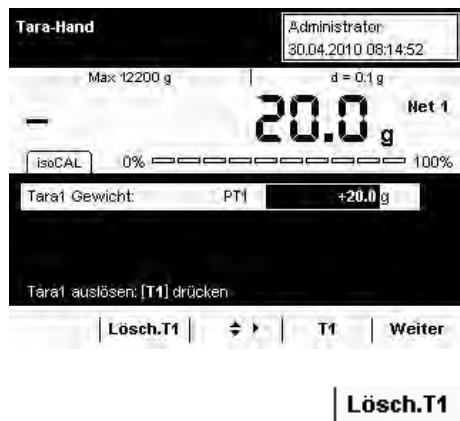 Tara-Hand
Administrator
30.04.2010 08:14:52
Max 12200 g d = 0.1 g
– 20.0 g Net 1
isoCAL 0% 100%
Tara1 Gewicht: PT1 +20.0 g
Tara1 auslösen: [T1] drücken
Lösch.T1 T1 Weiter
Lösch.T1